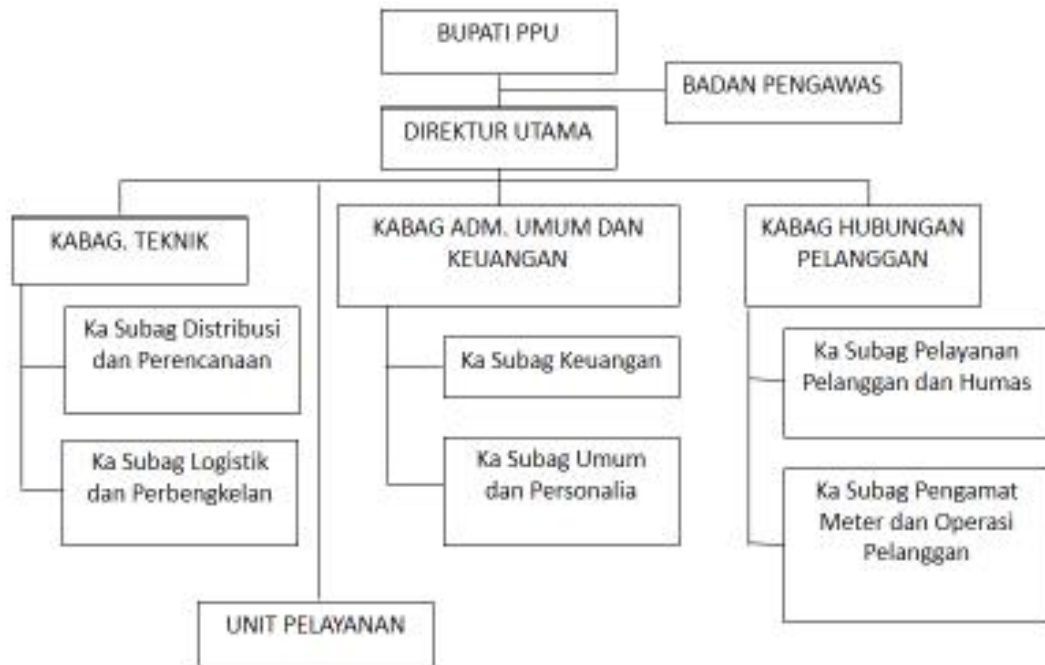 BUPATI PPU
BADAN PENGAWAS
DIREKTUR UTAMA
KABAG. TEKNIK
KABAG ADM. UMUM DAN
KEUANGAN
KABAG HUBUNGAN
PELANGGAN
Ka Subag Distribusi
dan Perencanaan
Ka Subag Keuangan
Ka Subag Pelayanan
Pelanggan dan Humas
Ka Subag Logistik
dan Perbengkelan
Ka Subag Umum
dan Personalia
Ka Subag Pengamat
Meter dan Operasi
Pelanggan
UNIT PELAYANAN